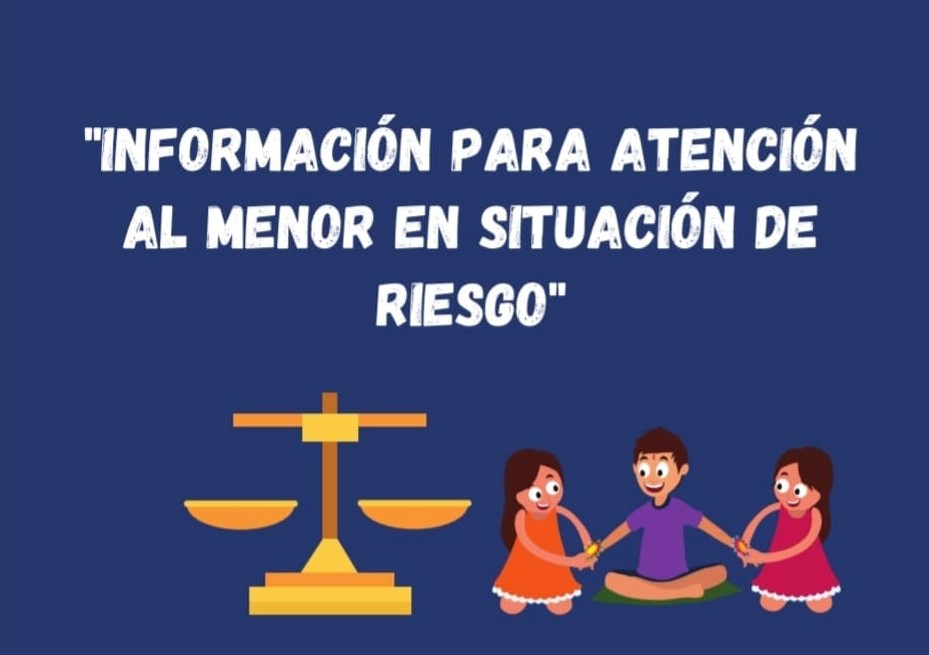 "INFORMACIÓN PARA ATENCIÓN
AL MENOR EN SITUACIÓN DE
RIESGO"